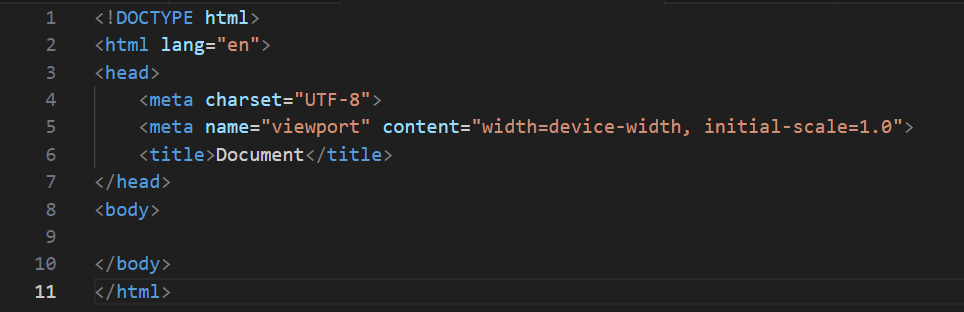 1 <!DOCTYPE html>
2 <html lang="en">
3 <head>
4     <meta charset="UTF-8">
5     <meta name="viewport" content="width=device-width, initial-scale=1.0">
6     <title>Document</title>
7 </head>
8 <body>
9
10 </body>
11 </html>